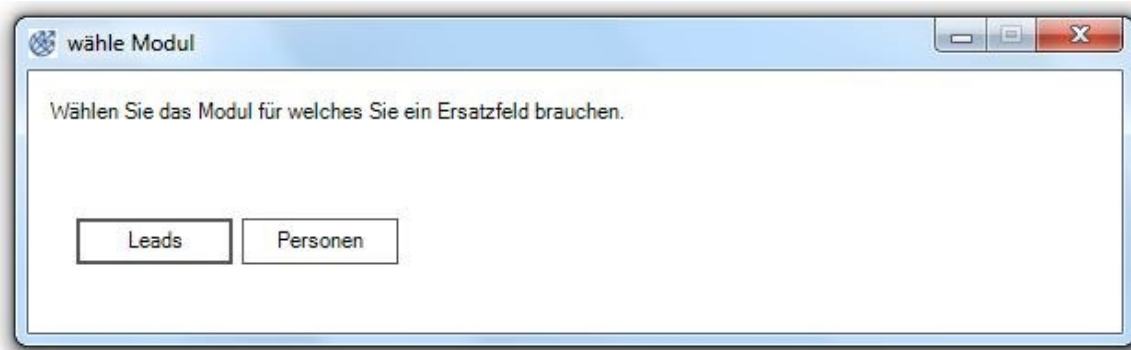 wähle Modul
Wählen Sie das Modul für welches Sie ein Ersatzfeld brauchen.
Leads Personen